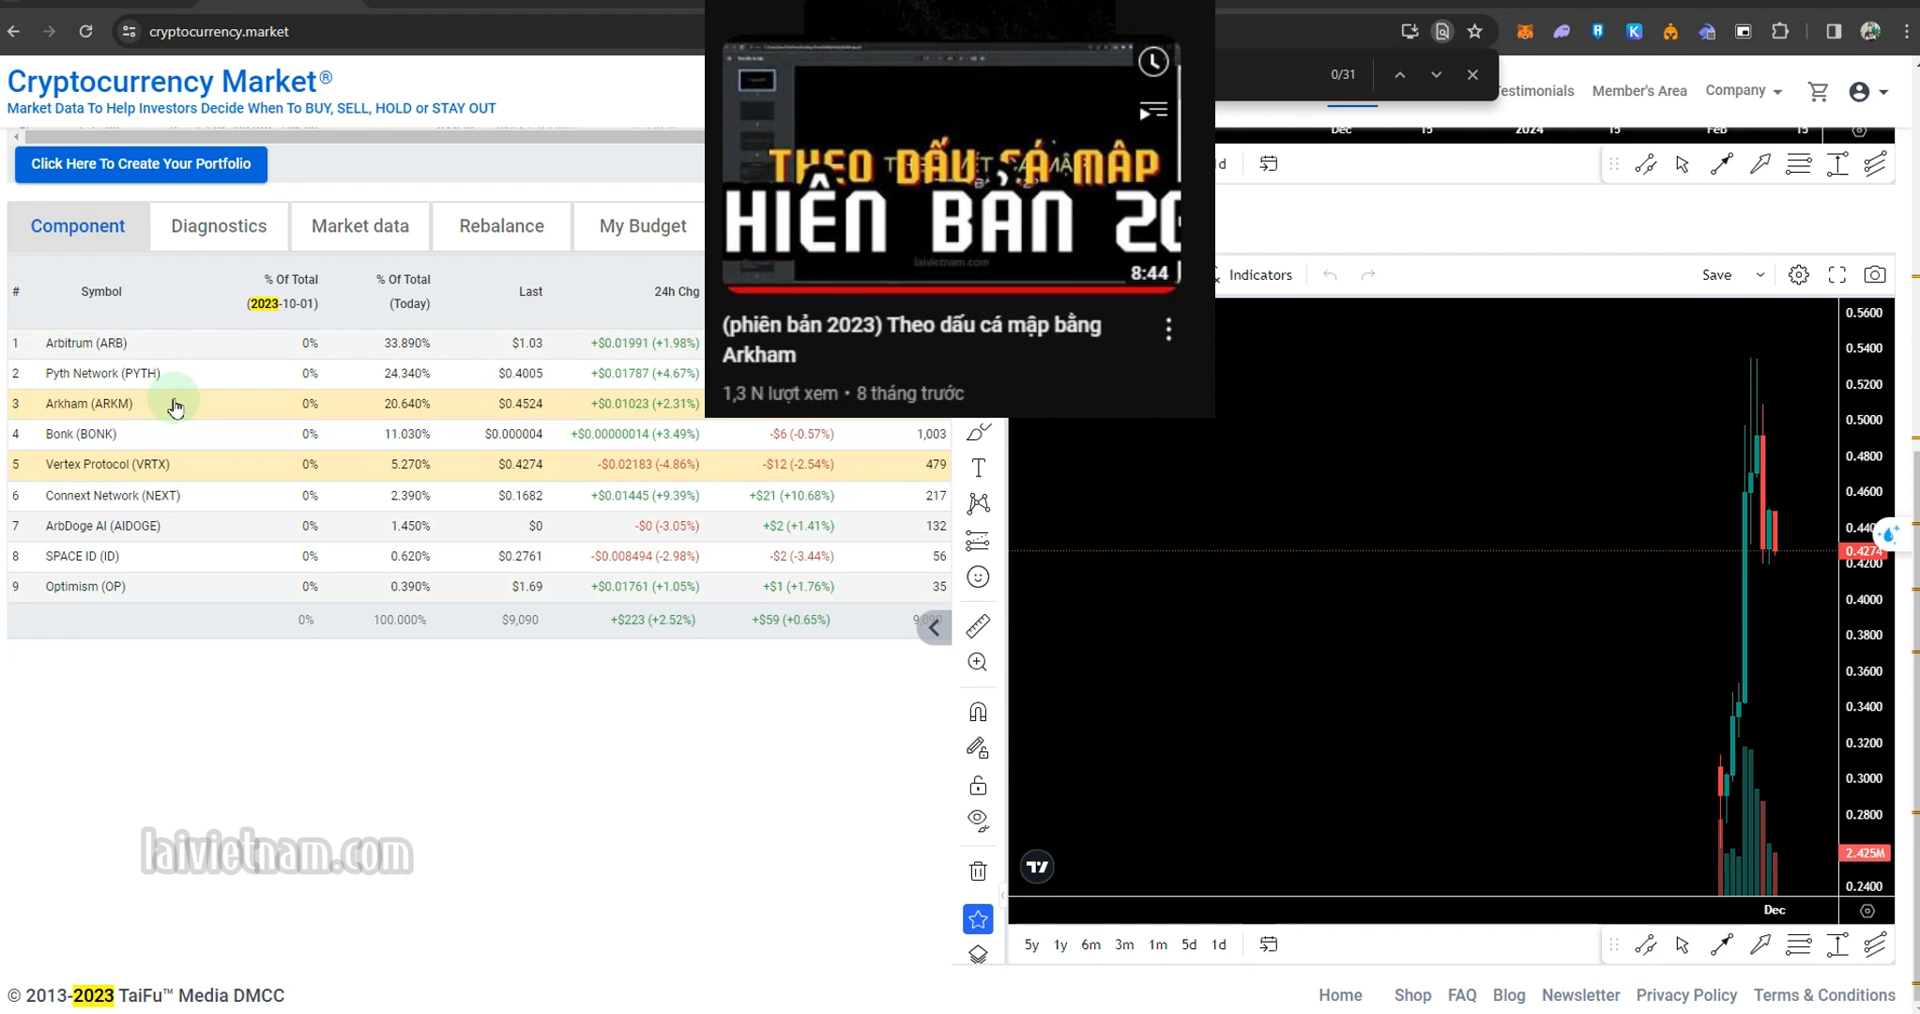 cryptocurrency.market
0/31
Cryptocurrency Market®
Market Data To Help Investors Decide When To BUY, SELL, HOLD or STAY OUT
Testimonials Member's Area Company
Dec 15 2024 15 Feb 15
Click Here To Create Your Portfolio
d
Component Diagnostics Market data Rebalance My Budget
# Symbol % Of Total (2023-10-01) % Of Total (Today) Last 24h Chg
1 Arbitrum (ARB) 0% 33.890% $1.03 +$0.01991 (+1.98%)
2 Pyth Network (PYTH) 0% 24.340% $0.4005 +$0.01787 (+4.67%)
3 Arkham (ARKM) 0% 20.640% $0.4524 +$0.01023 (+2.31%)
4 Bonk (BONK) 0% 11.030% $0.000004 +$0.00000014 (+3.49%) -$6 (-0.57%) 1,003
5 Vertex Protocol (VRTX) 0% 5.270% $0.4274 -$0.02183 (-4.86%) -$12 (-2.54%) 479
6 Connext Network (NEXT) 0% 2.390% $0.1682 +$0.01445 (+9.39%) +$21 (+10.68%) 217
7 ArbDoge AI (AIDOGE) 0% 1.450% $0 -$0 (-3.05%) +$2 (+1.41%) 132
8 SPACE ID (ID) 0% 0.620% $0.2761 -$0.008494 (-2.98%) -$2 (-3.44%) 56
9 Optimism (OP) 0% 0.390% $1.69 +$0.01761 (+1.05%) +$1 (+1.76%) 35
0% 100.000% $9,090 +$223 (+2.52%) +$59 (+0.65%)
THEO DẤU CÁ MẬP
HIÊN BẢN 20
laivietnam.com
8:44
(phiên bản 2023) Theo dấu cá mập bằng
Arkham
1,3 N lượt xem • 8 tháng trước
Indicators Save
0.5600
0.5400
0.5200
0.5000
0.4800
0.4600
0.4274
0.4200
0.4000
0.3800
0.3600
0.3400
0.3200
0.3000
0.2800
2.425M
0.2400
Dec
5y 1y 6m 3m 1m 5d 1d
laivietnam.com
© 2013-2023 TaiFu™ Media DMCC
Home Shop FAQ Blog Newsletter Privacy Policy Terms & Conditions